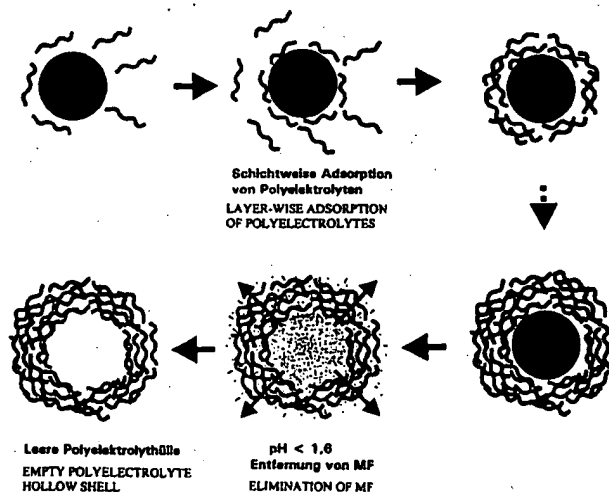 Schichtweise Adsorption
von Polyelektrolyten
LAYER-WISE ADSORPTION
OF POLYELECTROLYTES
Leere Polyelektrolythülle
EMPTY POLYELECTROLYTE
HOLLOW SHELL
pH < 1,6
Entfernung von MF
ELIMINATION OF MF